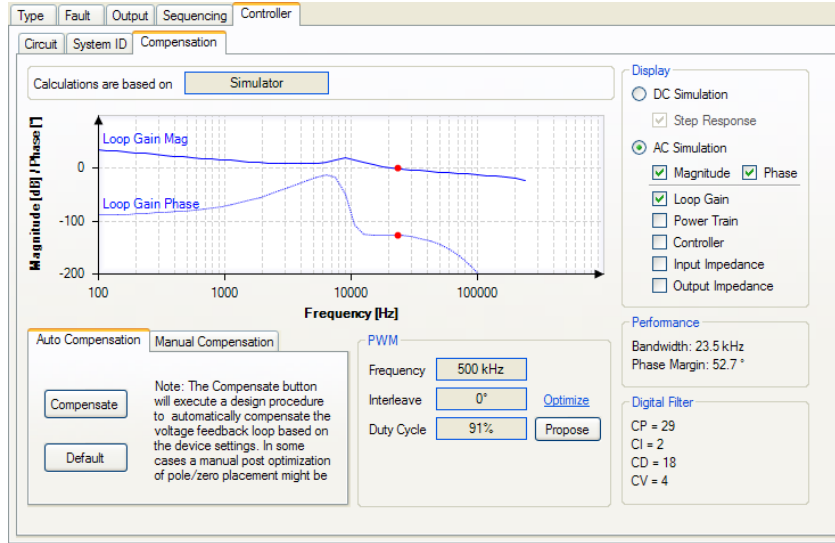 Type Fault Output Sequencing Controller
Circuit System ID Compensation
Calculations are based on Simulator
Magnitude [dB] / Phase [°]
Loop Gain Mag
Loop Gain Phase
0
-100
-200
100 1000 10000 100000
Frequency [Hz]
Display
DC Simulation
Step Response
AC Simulation
Magnitude Phase
Loop Gain
Power Train
Controller
Input Impedance
Output Impedance
Auto Compensation Manual Compensation
Compensate
Default
Note: The Compensate button
will execute a design procedure
to automatically compensate the
voltage feedback loop based on
the device settings. In some
cases a manual post optimization
of pole/zero placement might be
PWM
Frequency 500 kHz
Interleave 0° Optimize
Duty Cycle 91% Propose
Performance
Bandwidth: 23.5 kHz
Phase Margin: 52.7 °
Digital Filter
CP = 29
CI = 2
CD = 18
CV = 4